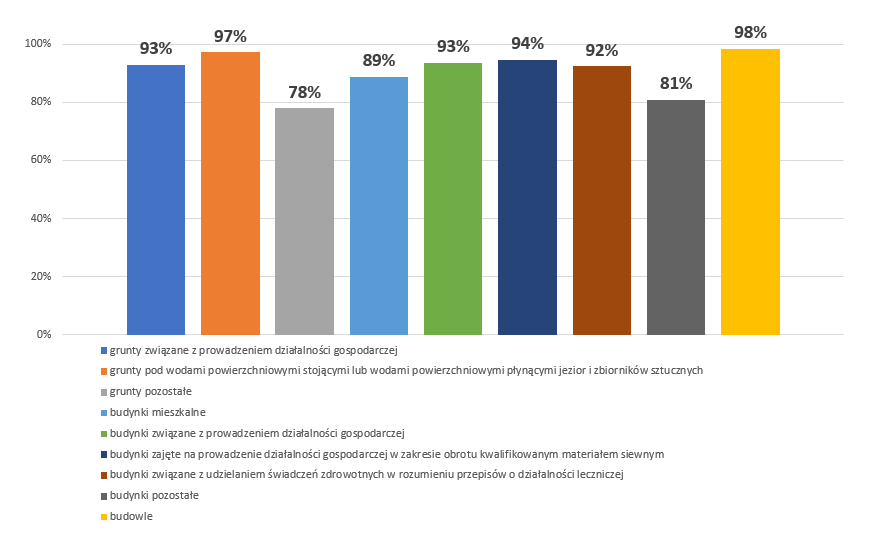 98%
97%
94%
93%
93%
92%
89%
81%
78%
100%
80%
60%
40%
20%
0%
grunty związane z prowadzeniem działalności gospodarczej
grunty pod wodami powierzchniowymi stojącymi lub wodami powierzchniowymi płynącymi jezior i zbiorników sztucznych
grunty pozostałe
budynki mieszkalne
budynki związane z prowadzeniem działalności gospodarczej
budynki zajęte na prowadzenie działalności gospodarczej w zakresie obrotu kwalifikowanym materiałem siewnym
budynki związane z udzielaniem świadczeń zdrowotnych w rozumieniu przepisów o działalności leczniczej
budynki pozostałe
budowle